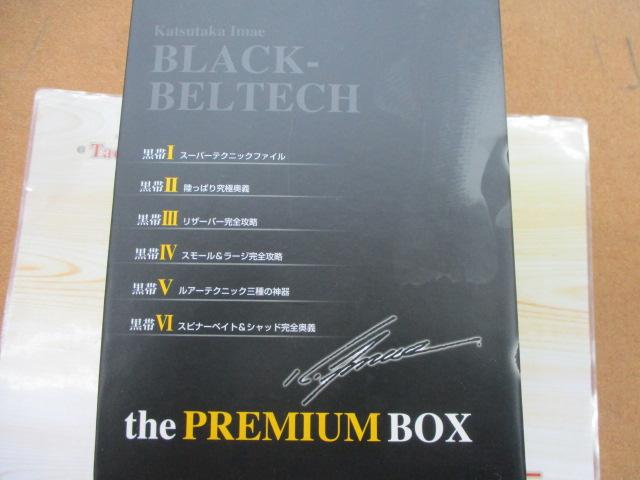 Katsutaka Imae
BLACK-
BELTECH
黒帯I スーパーテクニックファイル
黒帯II 陸っぱり究極奥義
黒帯III リザーバー完全攻略
黒帯IV スモール&ラージ完全攻略
黒帯V ルアーテクニック三種の神器
黒帯VI スピナーベイト&シャッド完全奥義
the PREMIUM BOX